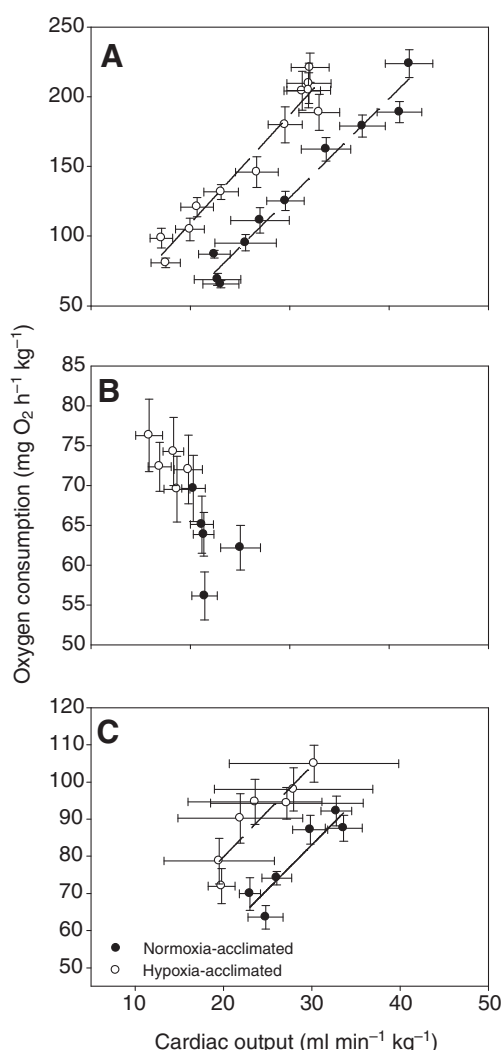 A
250
200
150
100
50
B
85
80
75
70
65
60
55
50
Oxygen consumption (mg O₂ h⁻¹ kg⁻¹)
C
120
110
100
90
80
70
60
50
Normoxia-acclimated
Hypoxia-acclimated
10 20 30 40 50
Cardiac output (ml min⁻¹ kg⁻¹)